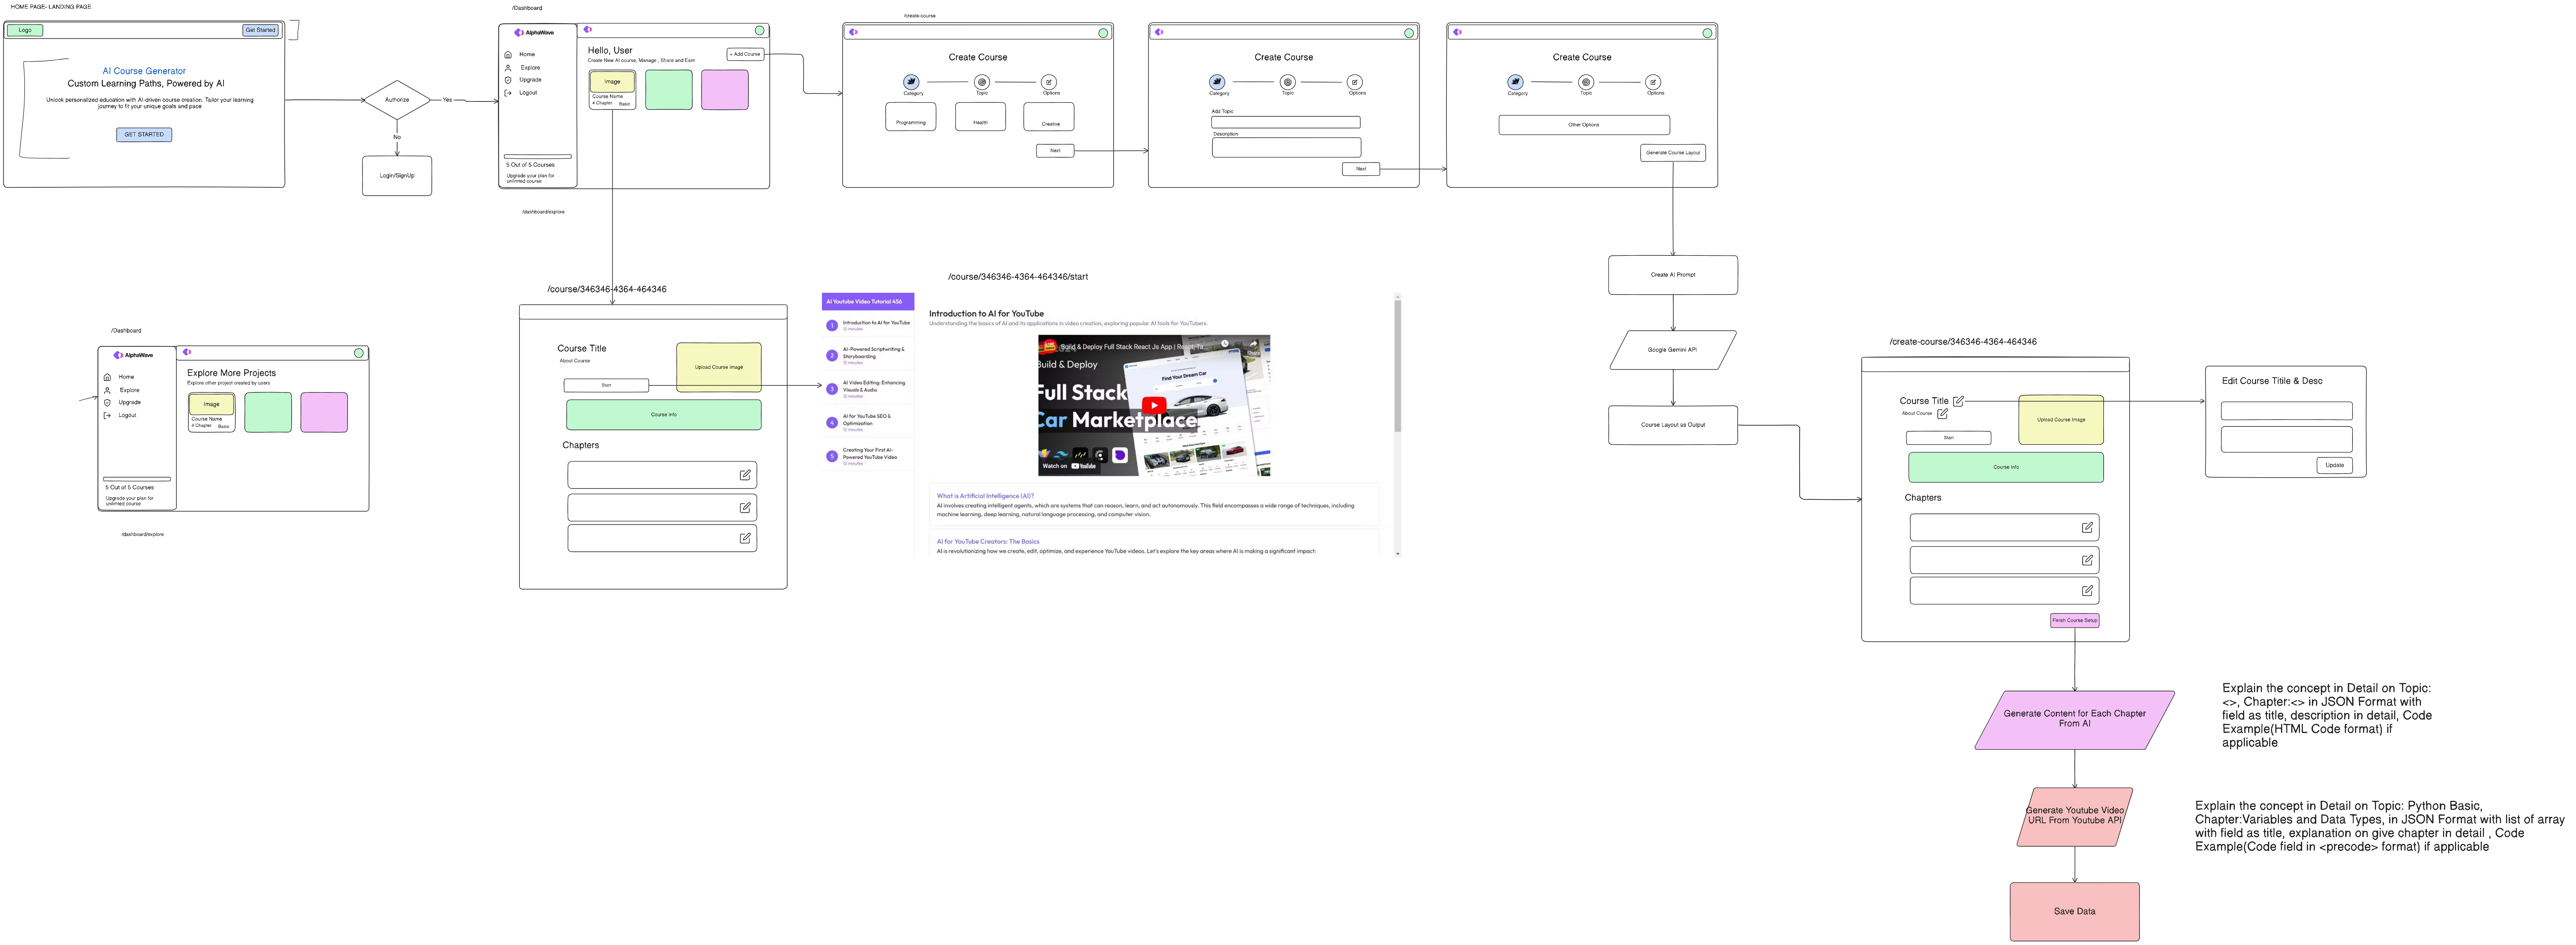 HOME PAGE- LANDING PAGE
Logo
Get Started
AI Course Generator
Custom Learning Paths, Powered by AI
Unlock personalized education with AI-driven course creation. Tailor your learning
journey to fit your unique goals and pace
GET STARTED
Authorize
Yes
No
Login/SignUp
/Dashboard
AlphaWave
Home
Explore
Upgrade
Logout
5 Out of 5 Courses
Upgrade your plan for
unlimted course
Hello, User
Create New AI course, Manage , Share and Earn
+ Add Course
Image
Course Name
4 Chapter
Basic
/dashboard/explore
/create-course
Create Course
Category
Topic
Options
Programming
Health
Creative
Next
Create Course
Category
Topic
Options
Add Topic
Description
Next
Create Course
Category
Topic
Options
Other Options
Generate Course Layout
Create AI Prompt
Google Gemini API
Course Layout as Output
/Dashboard
AlphaWave
Home
Explore
Upgrade
Logout
5 Out of 5 Courses
Upgrade your plan for
unlimted course
Explore More Projects
Explore other project created by users
Image
Course Name
4 Chapter
Basic
/dashboard/explore
/course/346346-4364-464346
Course Title
About Course
Start
Upload Course Image
Course info
Chapters
/course/346346-4364-464346/start
AI Youtube Video Tutorial 456
1
Introduction to AI for YouTube
12 minutes
2
AI-Powered Scriptwriting &
Storyboarding
12 minutes
3
AI Video Editing: Enhancing
Visuals & Audio
12 minutes
4
AI for YouTube SEO &
Optimization
12 minutes
5
Creating Your First AI-
Powered YouTube Video
12 minutes
Introduction to AI for YouTube
Understanding the basics of AI and its applications in video creation, exploring popular AI tools for YouTubers.
Build & Deploy Full Stack React Js App | React, Ta...
Share
Build & Deploy
Full Stack
Car Marketplace
Find Your Dream Car
Watch on YouTube
What is Artificial Intelligence (AI)?
AI involves creating intelligent agents, which are systems that can reason, learn, and act autonomously. This field encompasses a wide range of techniques, including
machine learning, deep learning, natural language processing, and computer vision.
AI for YouTube Creators: The Basics
AI is revolutionizing how we create, edit, optimize, and experience YouTube videos. Let's explore the key areas where AI is making a significant impact:
/create-course/346346-4364-464346
Course Title
About Course
Start
Upload Course Image
Course Info
Chapters
Finish Course Setup
Edit Course Titile & Desc
Update
Generate Content for Each Chapter
From AI
Explain the concept in Detail on Topic:
<>, Chapter:<> in JSON Format with
field as title, description in detail, Code
Example(HTML Code format) if
applicable
Generate Youtube Video
URL From Youtube API
Explain the concept in Detail on Topic: Python Basic,
Chapter:Variables and Data Types, in JSON Format with list of array
with field as title, explanation on give chapter in detail , Code
Example(Code field in <precode> format) if applicable
Save Data